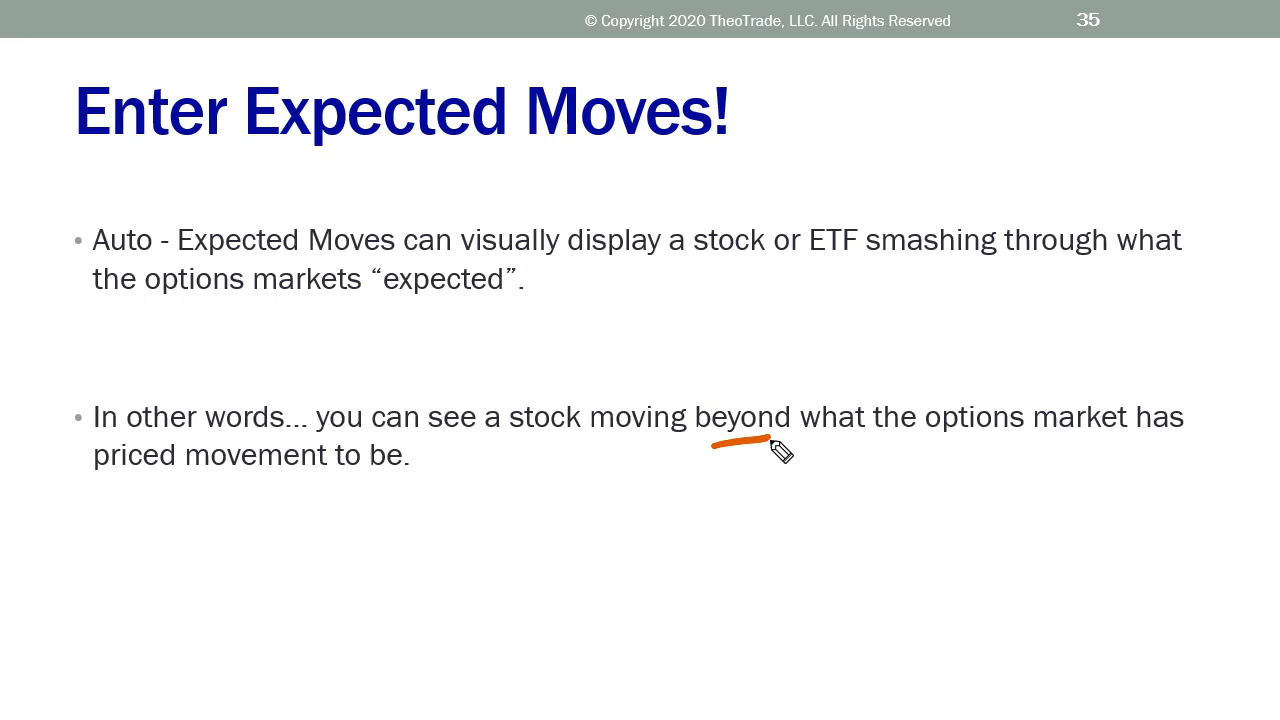 © Copyright 2020 TheoTrade, LLC. All Rights Reserved 35
Enter Expected Moves!
• Auto - Expected Moves can visually display a stock or ETF smashing through what
the options markets “expected”.
• In other words... you can see a stock moving beyond what the options market has
priced movement to be.